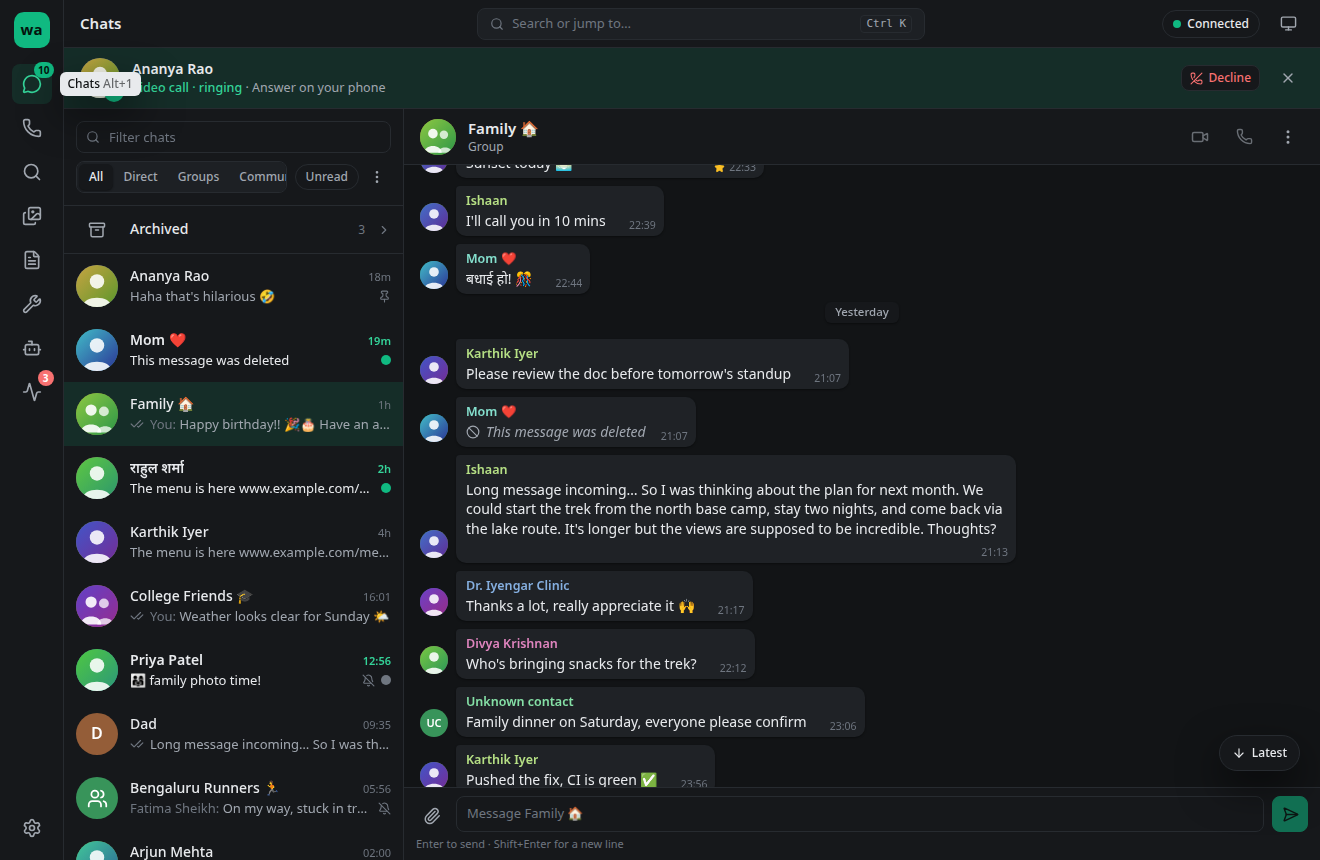 wa
Chats
Search or jump to...
Ctrl K
Connected
10
Chats Alt+1
Ananya Rao
ideo call · ringing · Answer on your phone
Decline
Filter chats
All
Direct
Groups
Commu
Unread
Archived
3
Ananya Rao
18m
Haha that's hilarious 🤣
Mom ❤️
19m
This message was deleted
Family 🏠
1h
You: Happy birthday!! 🎉🎂 Have an a...
राहुल शर्मा
2h
The menu is here www.example.com/...
Karthik Iyer
4h
The menu is here www.example.com/me...
College Friends 🎓
16:01
You: Weather looks clear for Sunday 🌤️
Priya Patel
12:56
👨‍👩‍👧 family photo time!
D
Dad
09:35
Long message incoming... So I was th...
Bengaluru Runners 🏃
05:56
Fatima Sheikh: On my way, stuck in tr...
Arjun Mehta
02:00
3
Family 🏠
Group
Sunset today 🌅
⭐ 22:33
Ishaan
I'll call you in 10 mins
22:39
Mom ❤️
बधाई हो! 🎊
22:44
Yesterday
Karthik Iyer
Please review the doc before tomorrow's standup
21:07
Mom ❤️
This message was deleted
21:07
Ishaan
Long message incoming... So I was thinking about the plan for next month. We
could start the trek from the north base camp, stay two nights, and come back via
the lake route. It's longer but the views are supposed to be incredible. Thoughts?
21:13
Dr. Iyengar Clinic
Thanks a lot, really appreciate it 🙌
21:17
Divya Krishnan
Who's bringing snacks for the trek?
22:12
UC
Unknown contact
Family dinner on Saturday, everyone please confirm
23:06
Karthik Iyer
Pushed the fix, CI is green ✅
23:56
Latest
Message Family 🏠
Enter to send · Shift+Enter for a new line